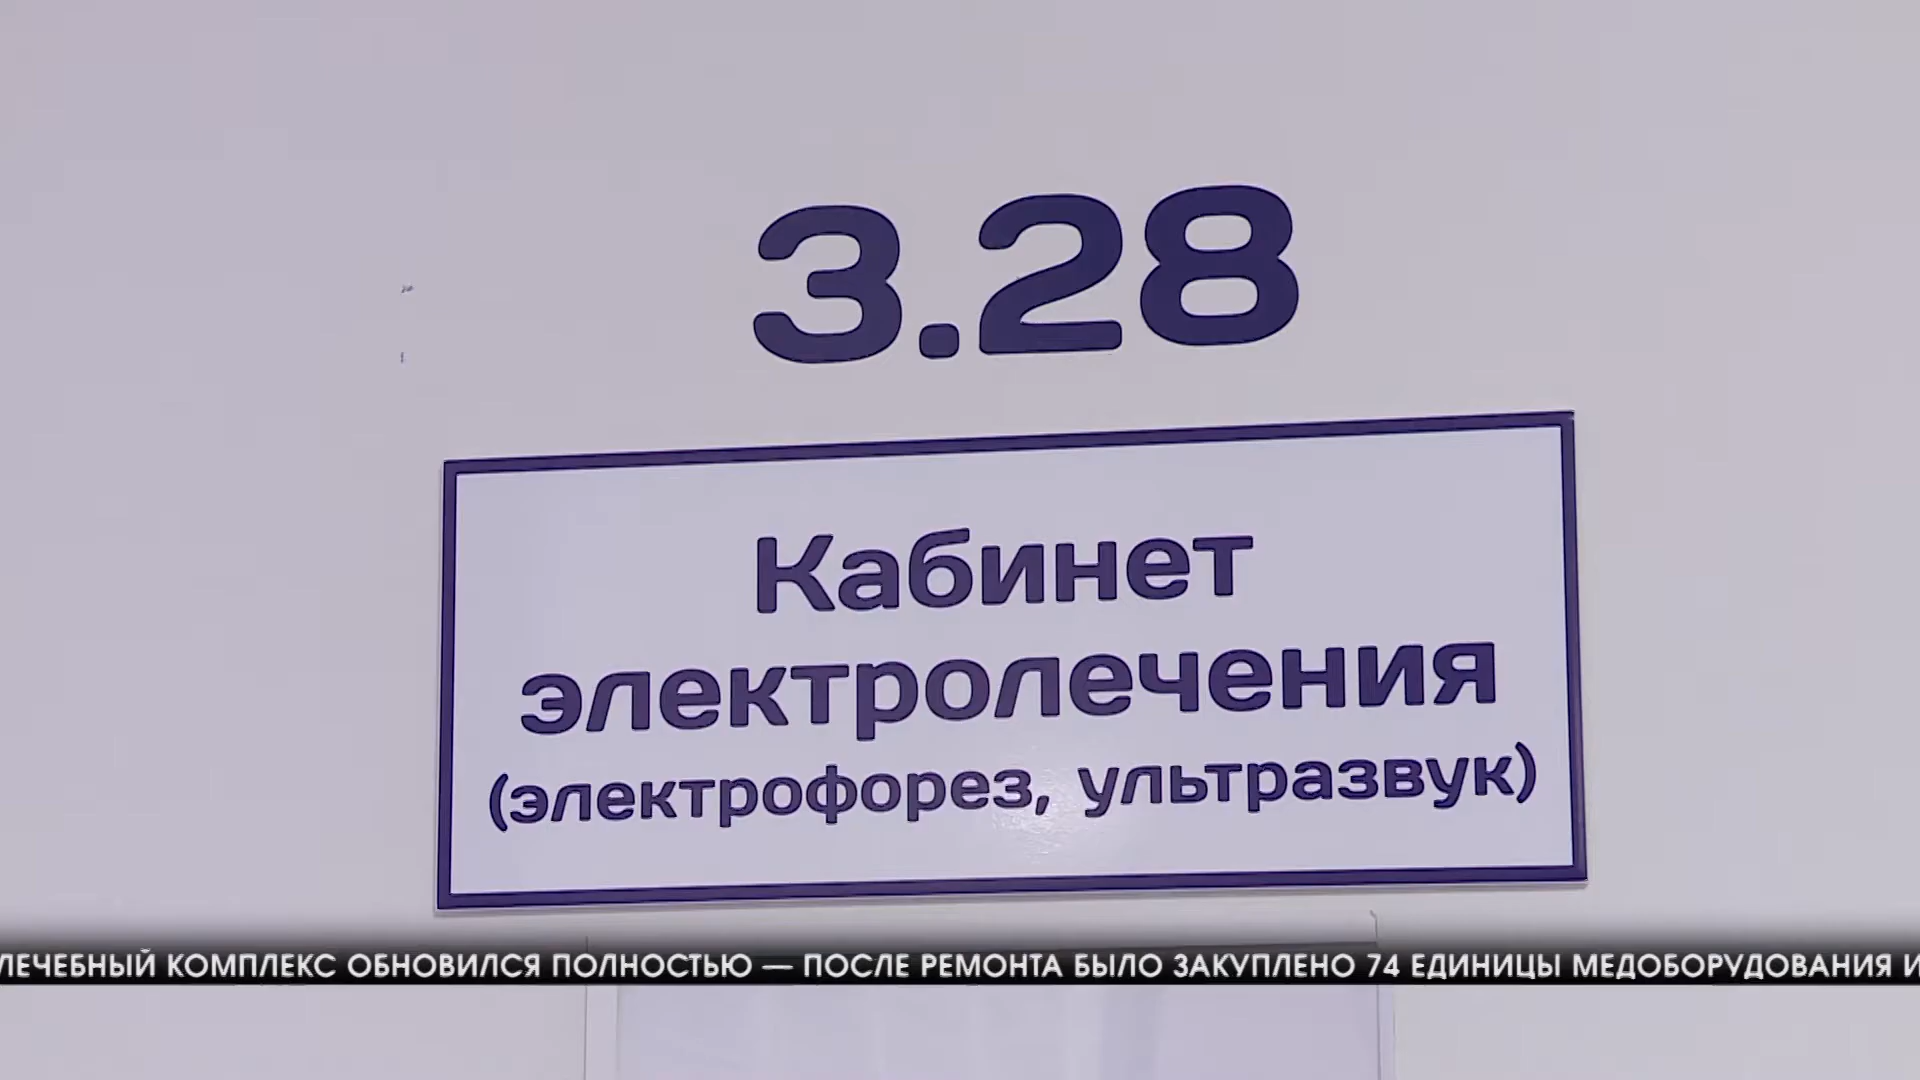 3.28
Кабинет
электролечения
(электрофорез, ультразвук)
ЛЕЧЕБНЫЙ КОМПЛЕКС ОБНОВИЛСЯ ПОЛНОСТЬЮ — ПОСЛЕ РЕМОНТА БЫЛО ЗАКУПЛЕНО 74 ЕДИНИЦЫ МЕДОБОРУДОВАНИЯ И